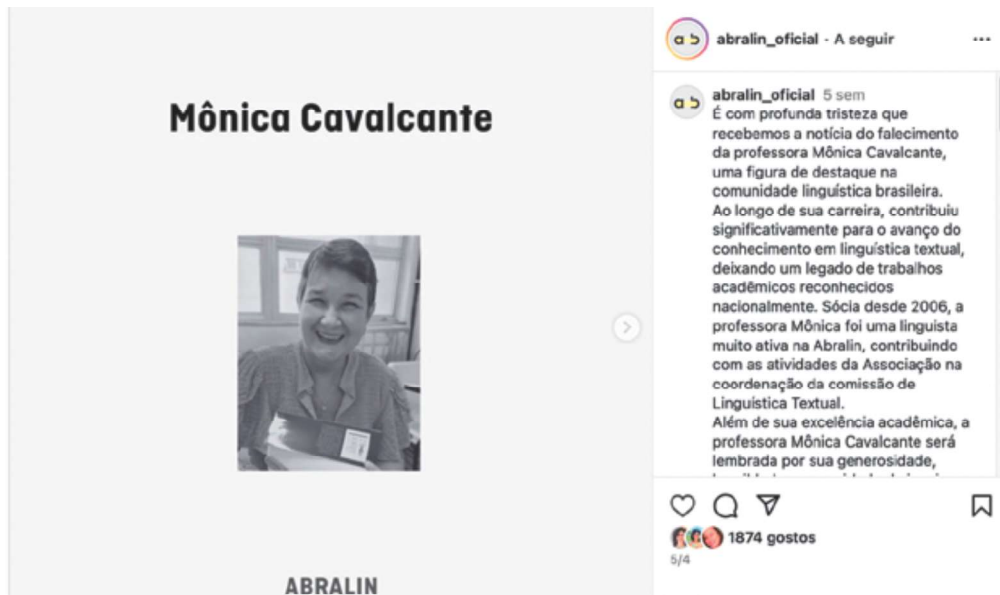 Mônica Cavalcante
ABRALIN
abralin_oficial · A seguir
abralin_oficial 5 sem
É com profunda tristeza que
recebemos a notícia do falecimento
da professora Mônica Cavalcante,
uma figura de destaque na
comunidade linguística brasileira.
Ao longo de sua carreira, contribuiu
significativamente para o avanço do
conhecimento em linguística textual,
deixando um legado de trabalhos
acadêmicos reconhecidos
nacionalmente. Sócia desde 2006, a
professora Mônica foi uma linguista
muito ativa na Abralin, contribuindo
com as atividades da Associação na
coordenação da comissão de
Linguística Textual.
Além de sua excelência acadêmica, a
professora Mônica Cavalcante será
lembrada por sua generosidade,
1874 gostos
5/4